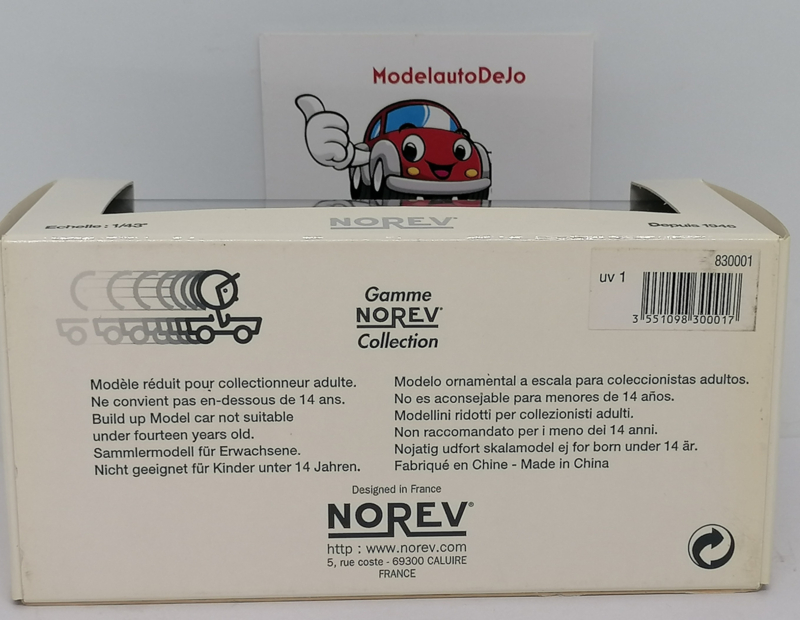 ModelautoDeJo
Echelle : 1/43e
NOREV
Depuis 1946
830001
uv 1
3 551098 300017
Gamme
NOREV
Collection
Modèle réduit pour collectionneur adulte.
Ne convient pas en-dessous de 14 ans.
Build up Model car not suitable
under fourteen years old.
Sammlermodell für Erwachsene.
Nicht geeignet für Kinder unter 14 Jahren.
Modelo ornamental a escala para coleccionistas adultos.
No es aconsejable para menores de 14 años.
Modellini ridotti per collezionisti adulti.
Non raccomandato per i meno dei 14 anni.
Nojatig udfort skalamodel ej for born under 14 år.
Fabriqué en Chine - Made in China
Designed in France
NOREV®
http : www.norev.com
5, rue coste - 69300 CALUIRE
FRANCE